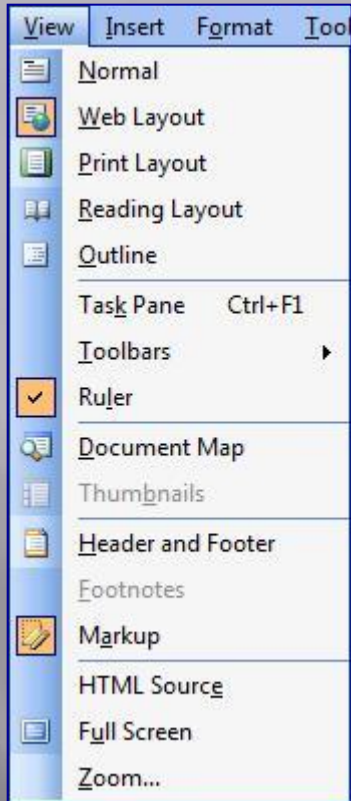 View Insert Format Tool
Normal
Web Layout
Print Layout
Reading Layout
Outline
Task Pane Ctrl+F1
Toolbars
Ruler
Document Map
Thumbnails
Header and Footer
Footnotes
Markup
HTML Source
Full Screen
Zoom...